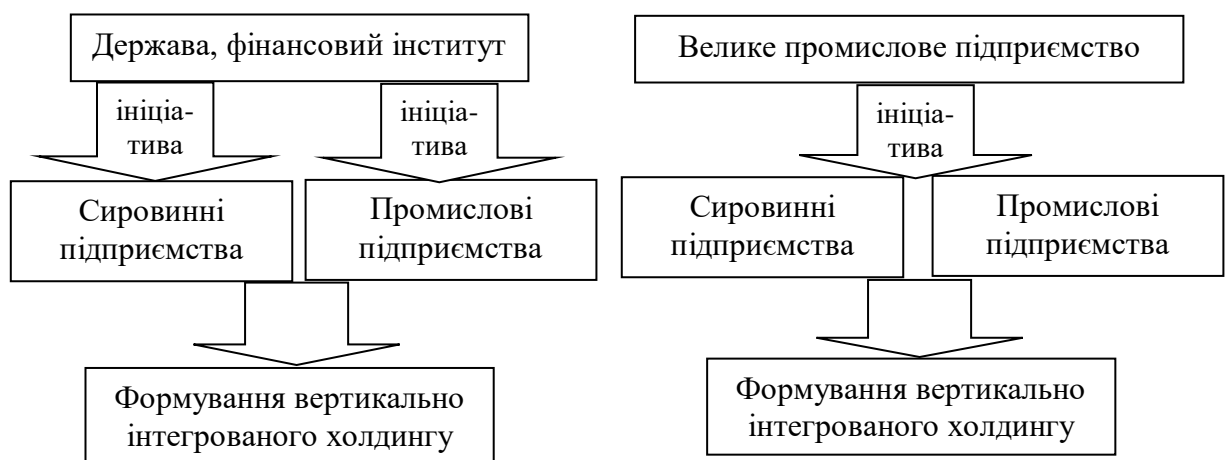 Держава, фінансовий інститут
ініціа-
тива
ініціа-
тива
Сировинні
підприємства
Промислові
підприємства
Формування вертикально
інтегрованого холдингу
Велике промислове підприємство
ініціа-
тива
Сировинні
підприємства
Промислові
підприємства
Формування вертикально
інтегрованого холдингу